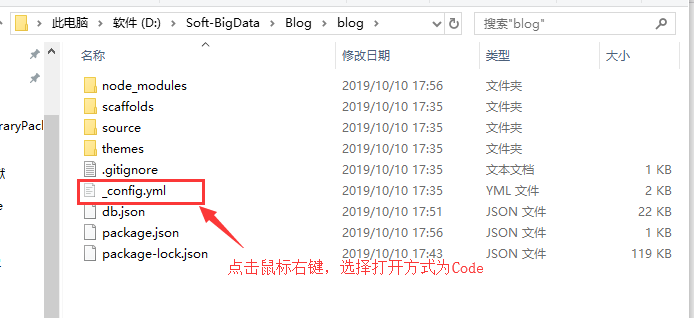 此电脑 > 软件 (D:) > Soft-BigData > Blog > blog
搜索"blog"
名称 修改日期 类型 大小
node_modules 2019/10/10 17:56 文件夹
scaffolds 2019/10/10 17:35 文件夹
source 2019/10/10 17:35 文件夹
themes 2019/10/10 17:35 文件夹
.gitignore 2019/10/10 17:35 文本文档 1 KB
_config.yml 2019/10/10 17:35 YML 文件 2 KB
db.json 2019/10/10 17:51 JSON 文件 22 KB
package.json 2019/10/10 17:56 JSON 文件 1 KB
package-lock.json 2019/10/10 17:43 JSON 文件 119 KB
点击鼠标右键，选择打开方式为Code
raryPack